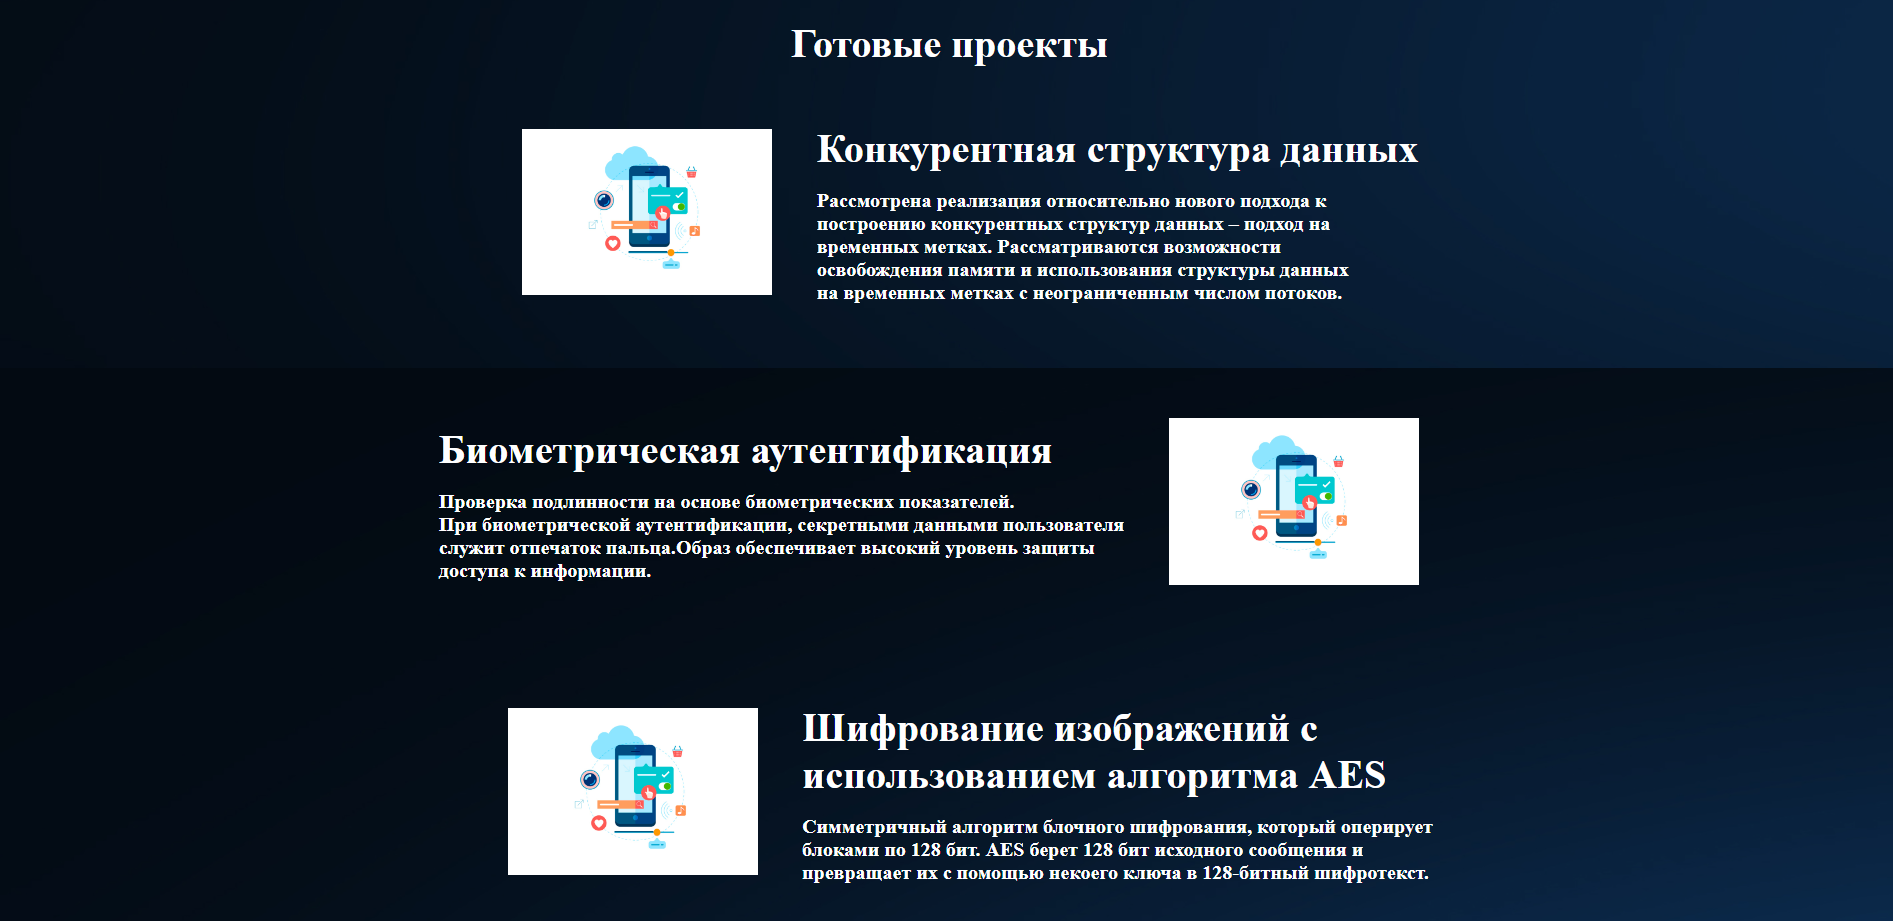 Готовые проекты
Конкурентная структура данных
Рассмотрена реализация относительно нового подхода к
построению конкурентных структур данных – подход на
временных метках. Рассматриваются возможности
освобождения памяти и использования структуры данных
на временных метках с неограниченным числом потоков.
Биометрическая аутентификация
Проверка подлинности на основе биометрических показателей.
При биометрической аутентификации, секретными данными пользователя
служит отпечаток пальца.Образ обеспечивает высокий уровень защиты
доступа к информации.
Шифрование изображений с
использованием алгоритма AES
Симметричный алгоритм блочного шифрования, который оперирует
блоками по 128 бит. AES берет 128 бит исходного сообщения и
превращает их с помощью некоего ключа в 128-битный шифротекст.